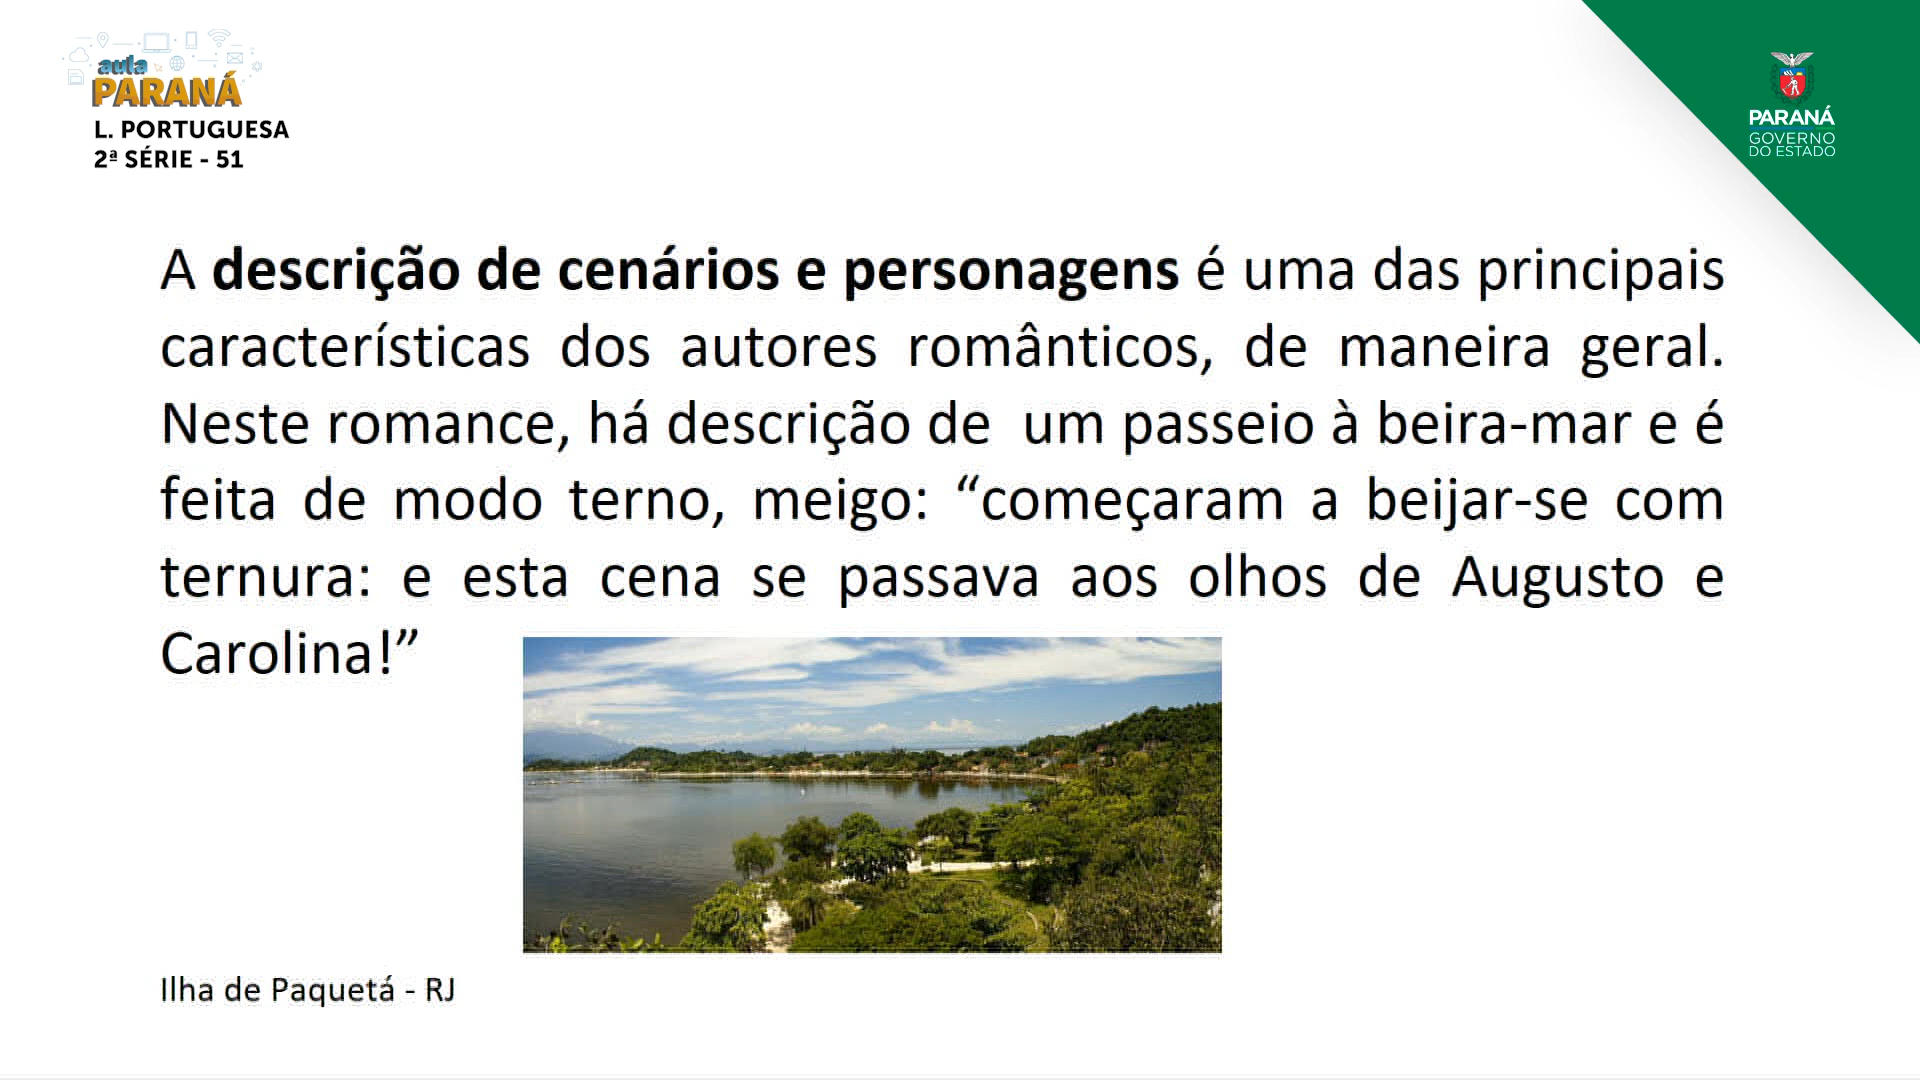 aula
PARANÁ
L. PORTUGUESA
2ª SÉRIE - 51
PARANÁ
GOVERNO
DO ESTADO
A descrição de cenários e personagens é uma das principais
características dos autores românticos, de maneira geral.
Neste romance, há descrição de um passeio à beira-mar e é
feita de modo terno, meigo: “começaram a beijar-se com
ternura: e esta cena se passava aos olhos de Augusto e
Carolina!”
Ilha de Paquetá - RJ